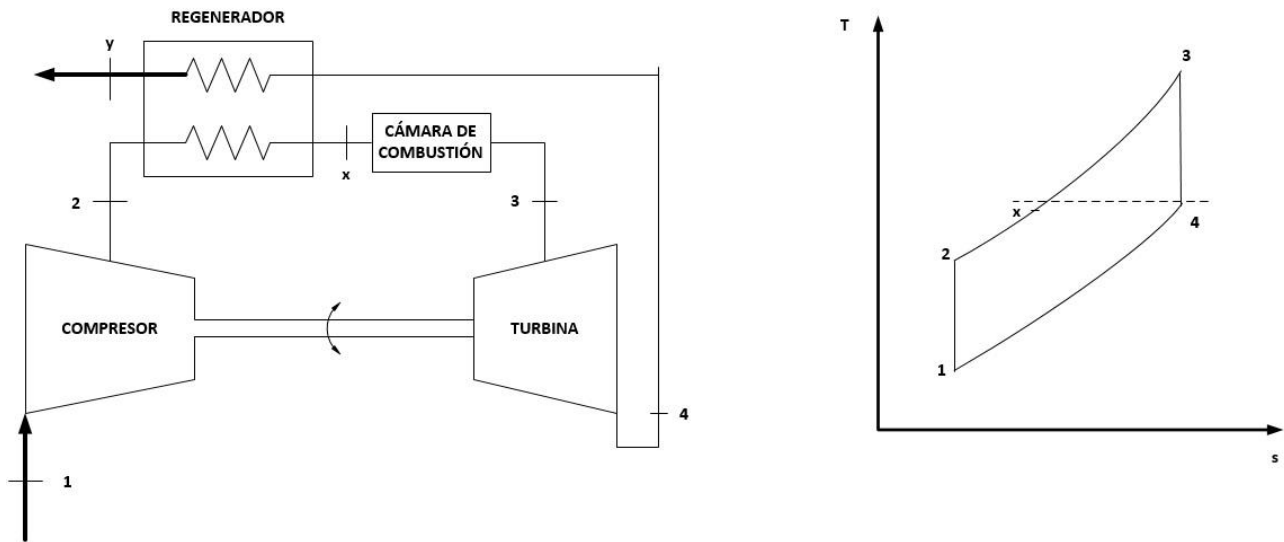 REGENERADOR
y
CÁMARA DE
COMBUSTIÓN
x
2
3
COMPRESOR
TURBINA
4
1
T
3
x
4
2
1
s